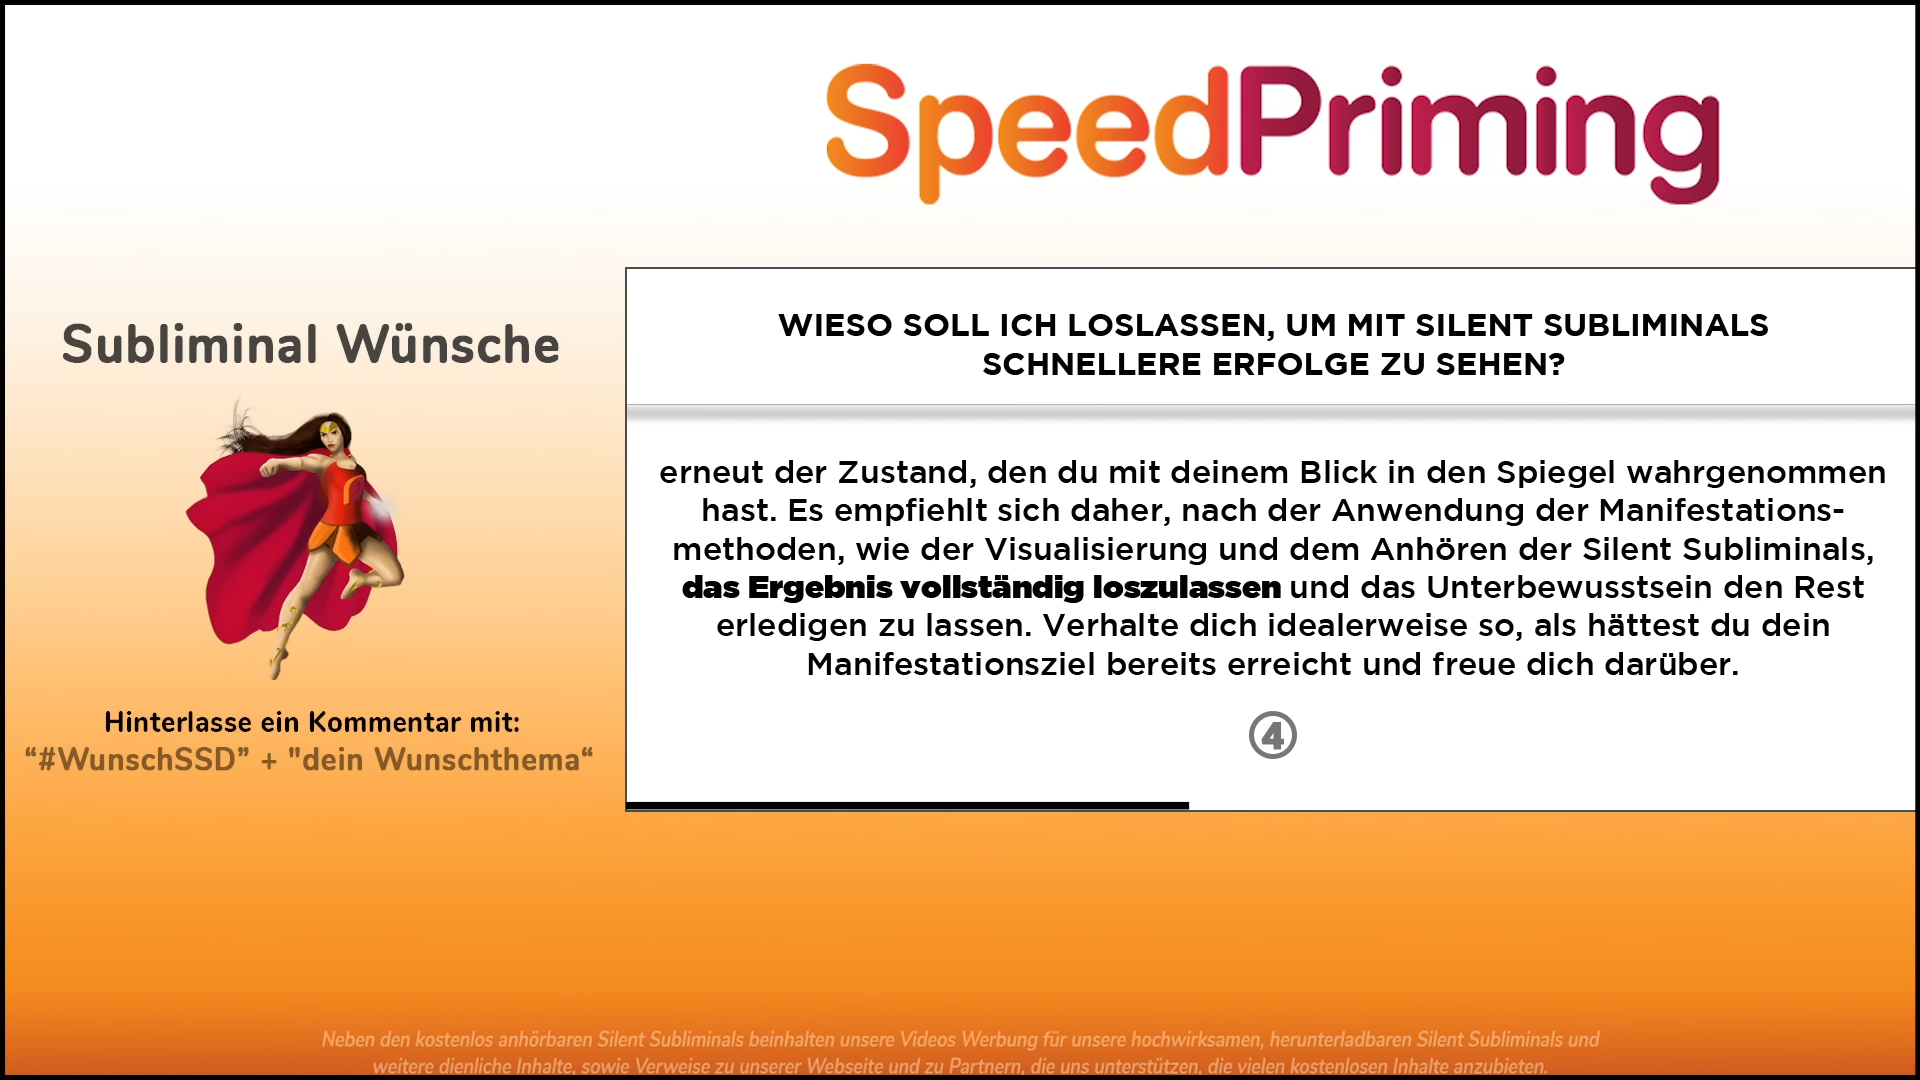 SpeedPriming
Subliminal Wünsche
Hinterlasse ein Kommentar mit:
“#WunschSSD” + "dein Wunschthema“
WIESO SOLL ICH LOSLASSEN, UM MIT SILENT SUBLIMINALS
SCHNELLERE ERFOLGE ZU SEHEN?
erneut der Zustand, den du mit deinem Blick in den Spiegel wahrgenommen
hast. Es empfiehlt sich daher, nach der Anwendung der Manifestations-
methoden, wie der Visualisierung und dem Anhören der Silent Subliminals,
das Ergebnis vollständig loszulassen und das Unterbewusstsein den Rest
erledigen zu lassen. Verhalte dich idealerweise so, als hättest du dein
Manifestationsziel bereits erreicht und freue dich darüber.
④
Neben den kostenlos anhörbaren Silent Subliminals beinhalten unsere Videos Werbung für unsere hochwirksamen, herunterladbaren Silent Subliminals und
weitere dienliche Inhalte, sowie Verweise zu unserer Webseite und zu Partnern, die uns unterstützen, die vielen kostenlosen Inhalte anzubieten.